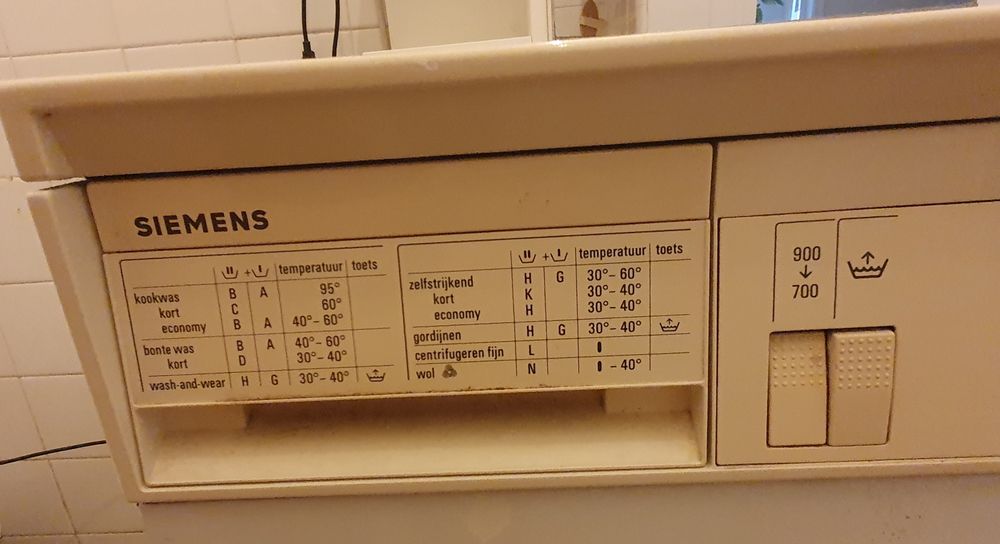 SIEMENS
temperatuur toets
kookwas B A 95°
kort C 60°
economy B A 40°– 60°
bonte was B A 40°– 60°
kort D 30°– 40°
wash-and-wear H G 30°– 40°
temperatuur toets
zelfstrijkend H G 30°– 60°
kort K 30°– 40°
economy H 30°– 40°
gordijnen H G 30°– 40°
centrifugeren fijn L
wol N – 40°
900
700